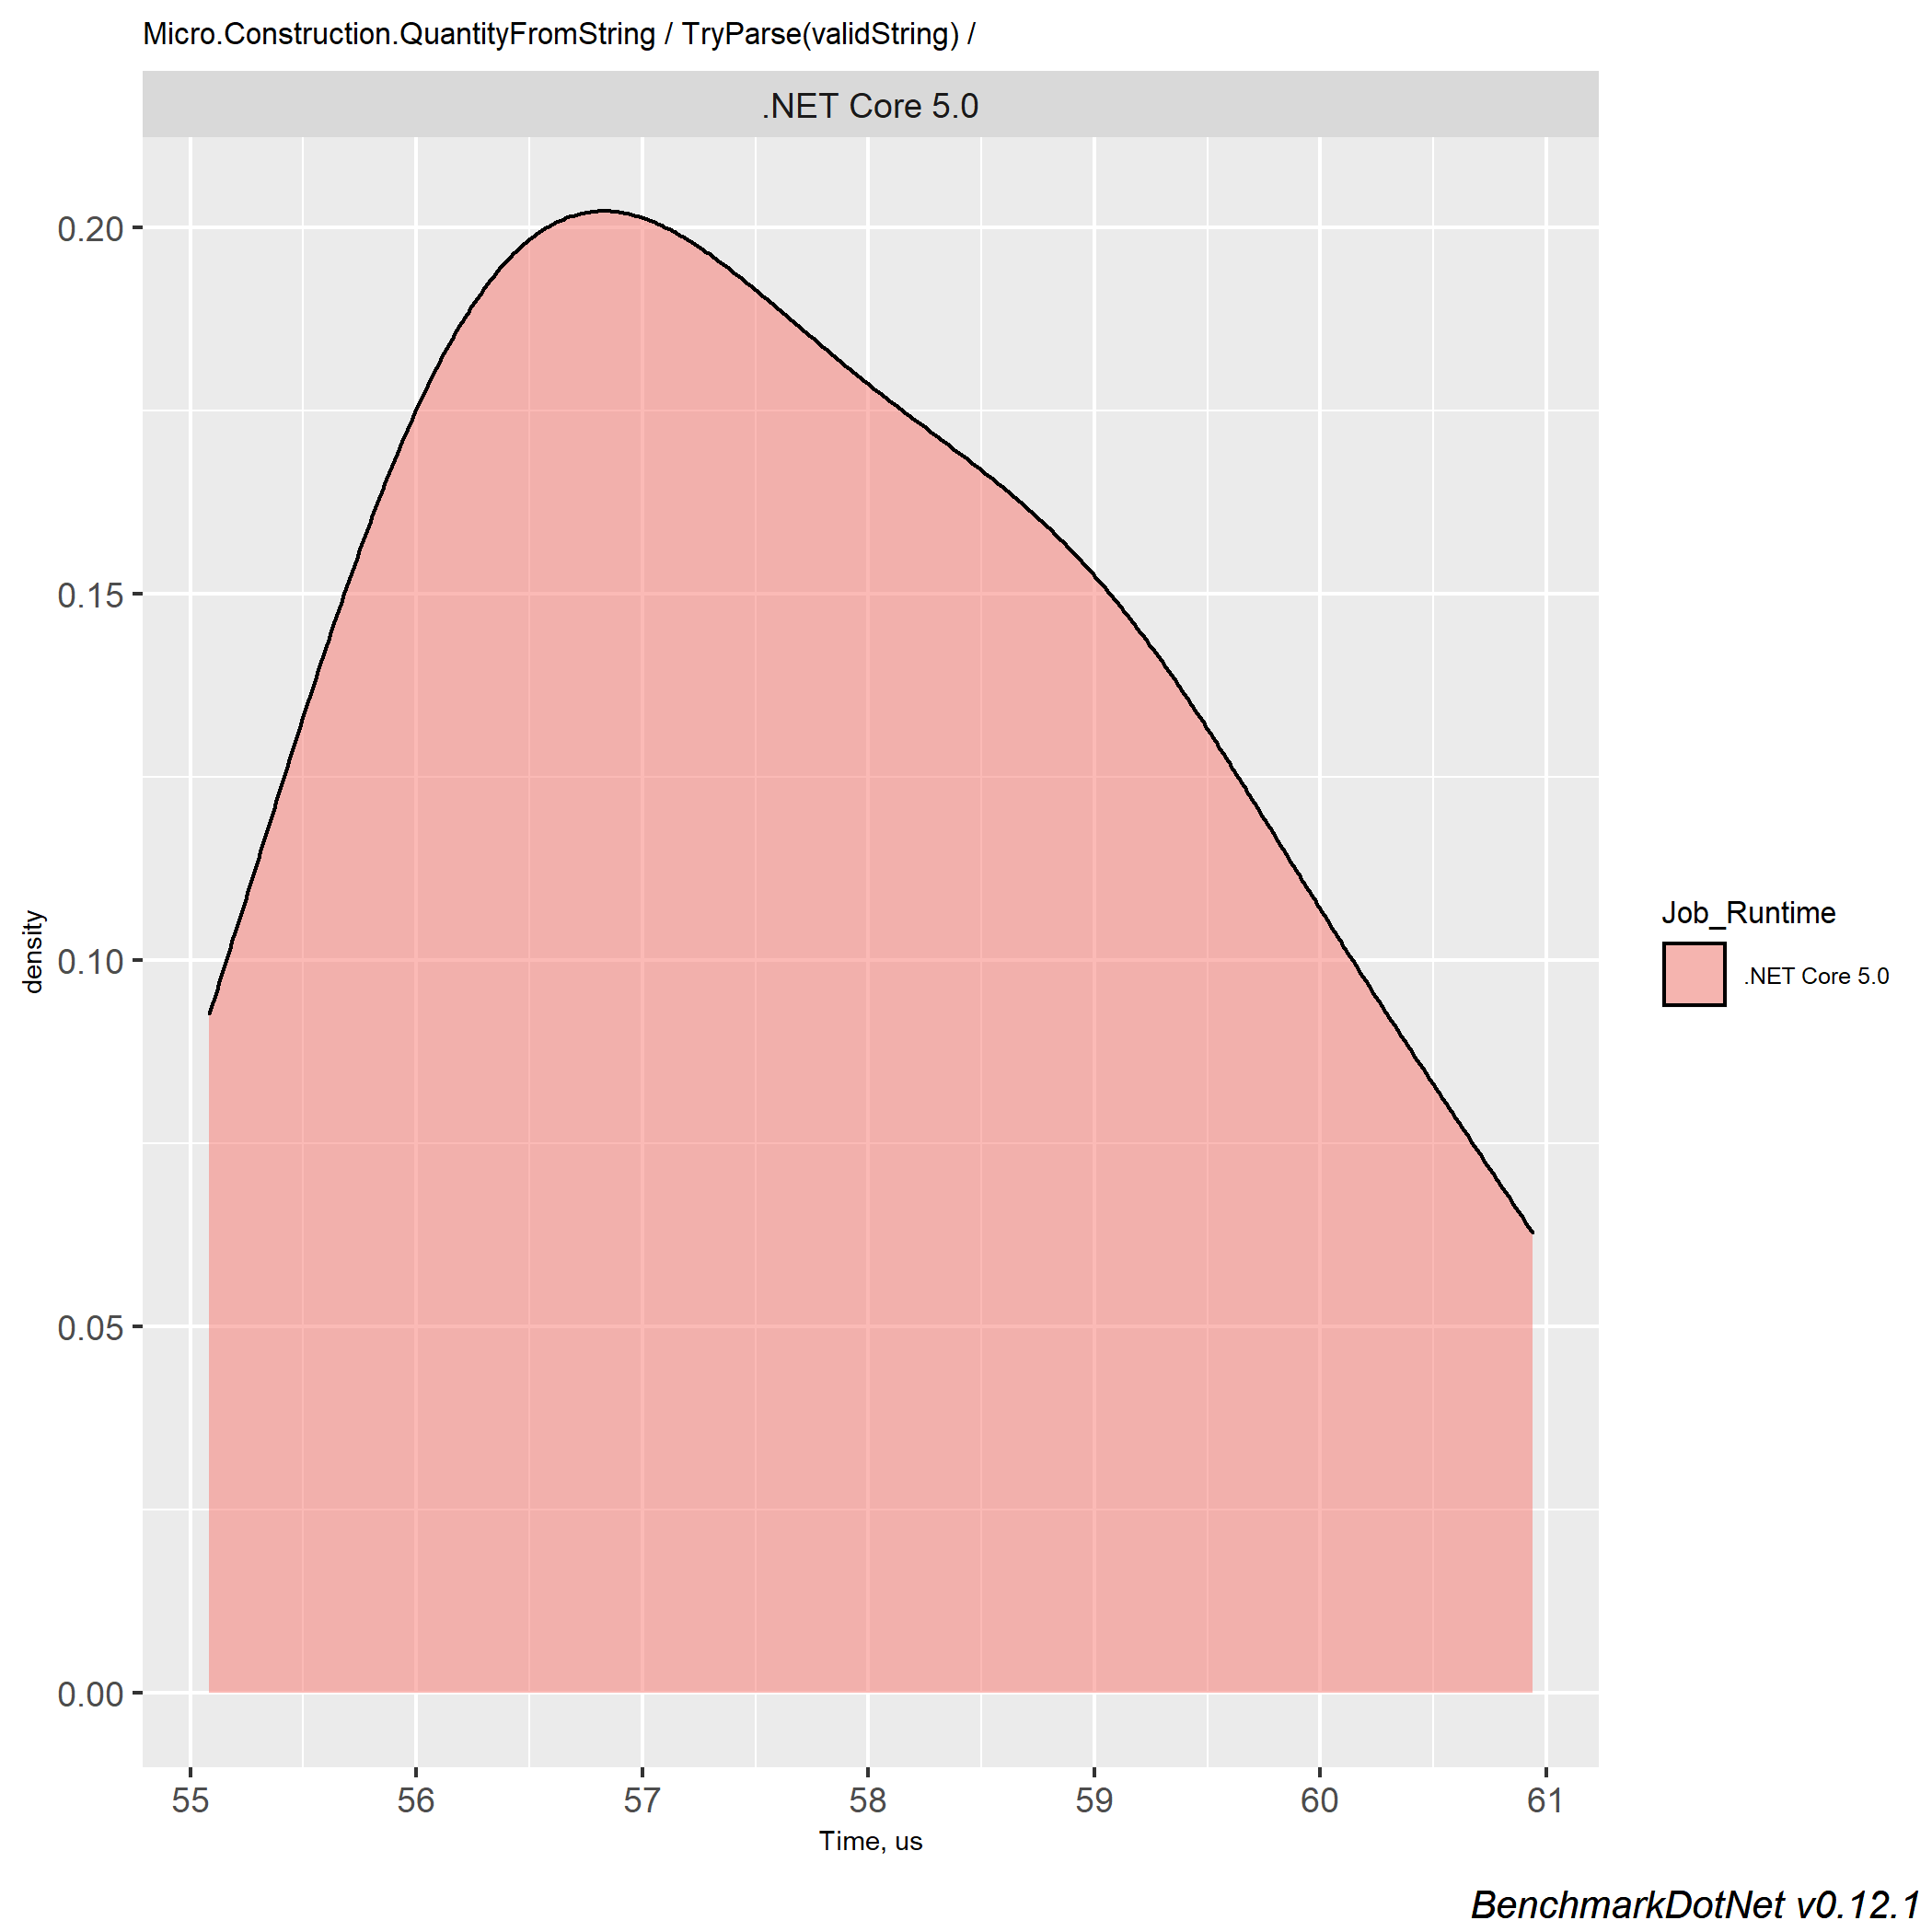 Micro.Construction.QuantityFromString / TryParse(validString) /
.NET Core 5.0
0.20
0.15
0.10
0.05
0.00
density
55 56 57 58 59 60 61
Time, us
Job_Runtime
.NET Core 5.0
BenchmarkDotNet v0.12.1